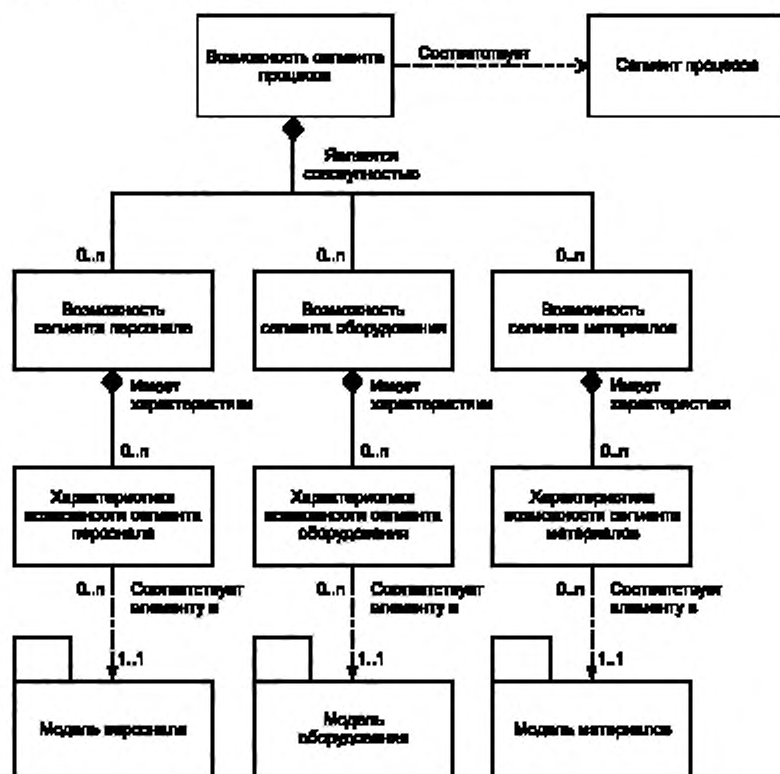 Возможность сегмента
процесса
Соответствует
Сегмент процесса
Является
совокупностью
0..n
0..n
0..n
Возможность
сегмента персонала
Возможность
сегмента оборудования
Возможность
сегмента материалов
Имеет
характеристики
Имеет
характеристики
Имеет
характеристики
0..n
0..n
0..n
Характеристика
возможности сегмента
персонала
Характеристика
возможности сегмента
оборудования
Характеристика
возможности сегмента
материалов
0..n
Соответствует
элементу в
0..n
Соответствует
элементу в
0..n
Соответствует
элементу в
1..1
1..1
1..1
Модель персонала
Модель
оборудования
Модель материалов